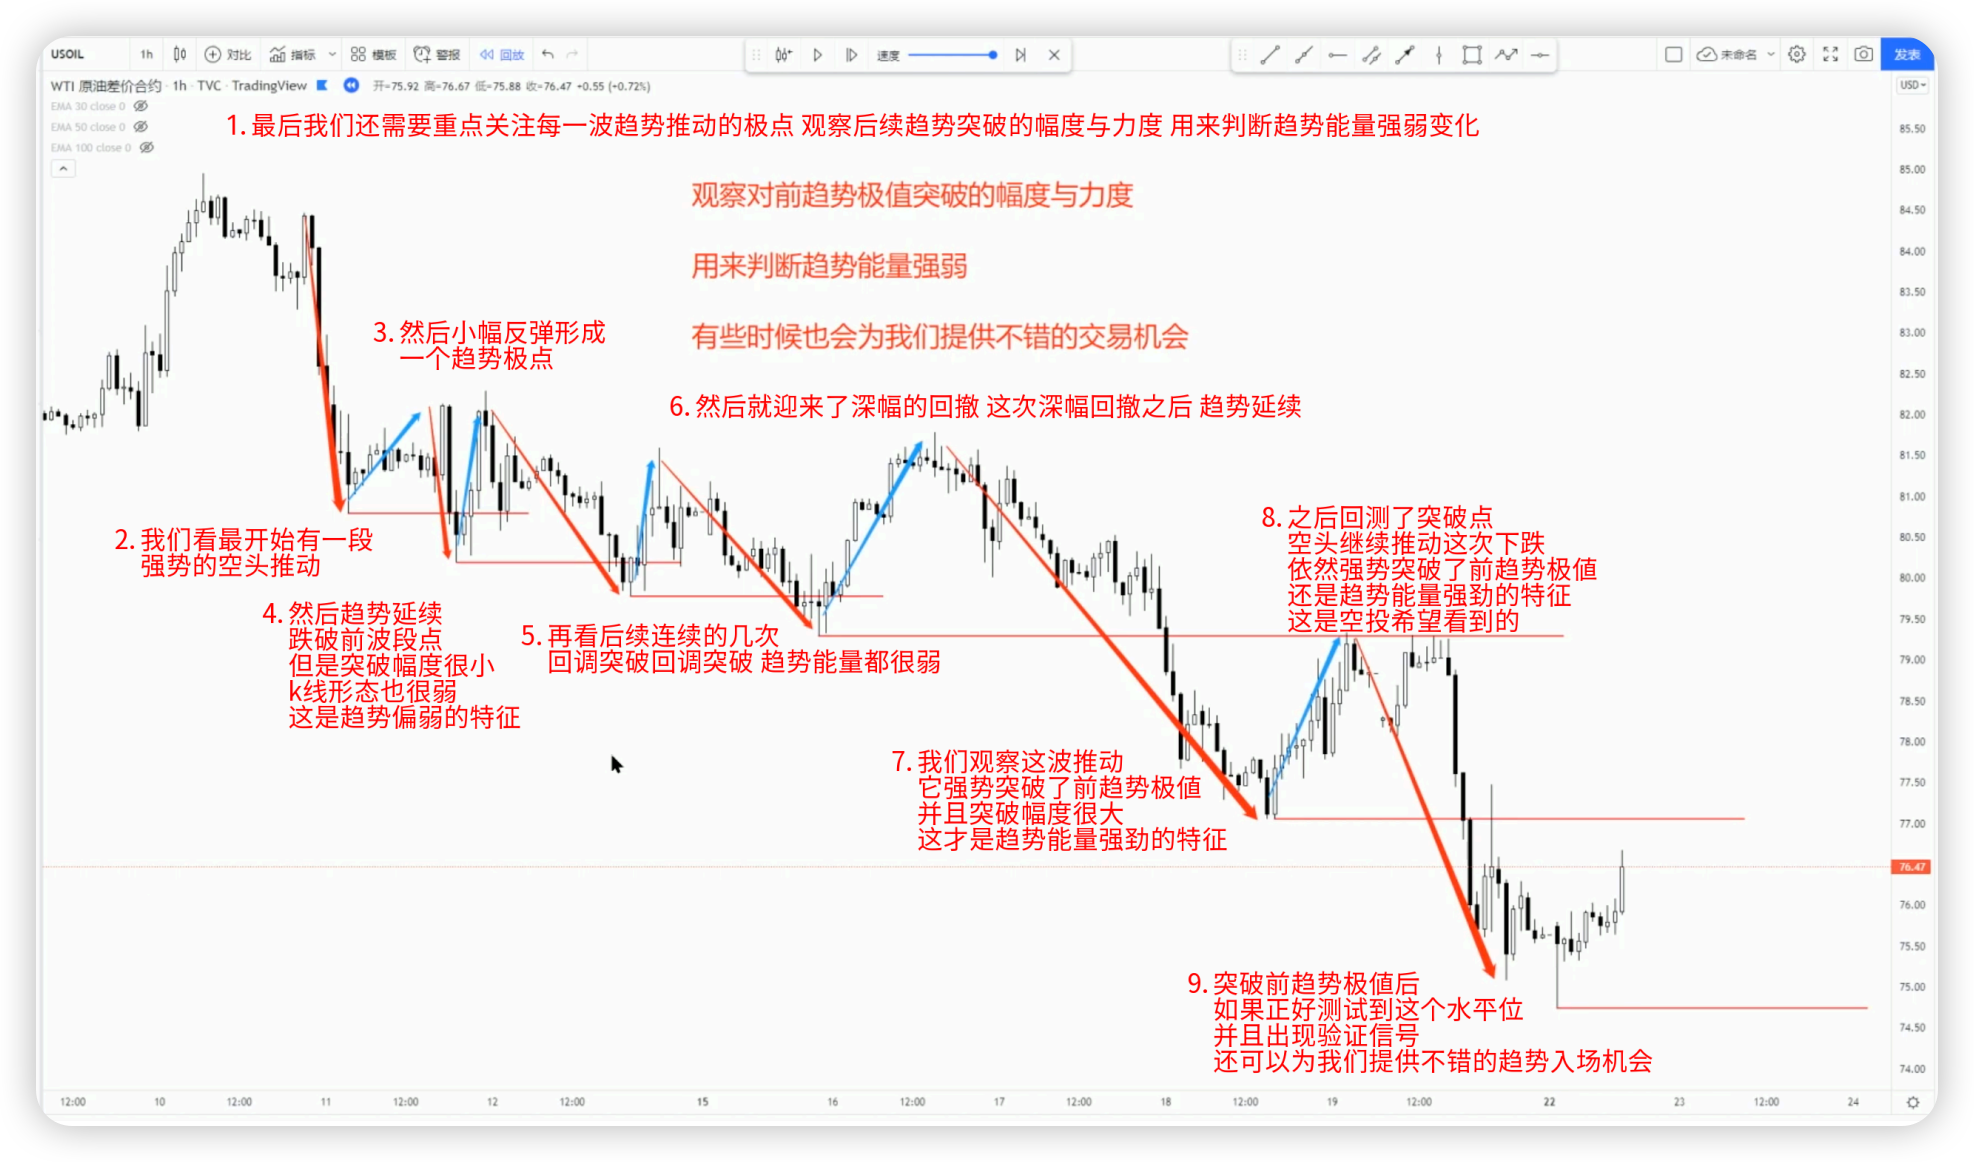 USOIL 1h 对比 指标 模板 警报 回放 速度 未命名 发表
WTI 原油差价合约 · 1h · TVC · TradingView 开=75.92 高=76.67 低=75.88 收=76.47 +0.55 (+0.72%) USD
EMA 30 close 0
EMA 50 close 0
EMA 100 close 0
1. 最后我们还需要重点关注每一波趋势推动的极点 观察后续趋势突破的幅度与力度 用来判断趋势能量强弱变化
观察对前趋势极值突破的幅度与力度
用来判断趋势能量强弱
有些时候也会为我们提供不错的交易机会
2. 我们看最开始有一段
强势的空头推动
3. 然后小幅反弹形成
一个趋势极点
4. 然后趋势延续
跌破前波段点
但是突破幅度很小
k线形态也很弱
这是趋势偏弱的特征
5. 再看后续连续的几次
回调突破回调突破 趋势能量都很弱
6. 然后就迎来了深幅的回撤 这次深幅回撤之后 趋势延续
7. 我们观察这波推动
它强势突破了前趋势极值
并且突破幅度很大
这才是趋势能量强劲的特征
8. 之后回测了突破点
空头继续推动这次下跌
依然强势突破了前趋势极值
还是趋势能量强劲的特征
这是空投希望看到的
9. 突破前趋势极值后
如果正好测试到这个水平位
并且出现验证信号
还可以为我们提供不错的趋势入场机会
85.50
85.00
84.50
84.00
83.50
83.00
82.50
82.00
81.50
81.00
80.50
80.00
79.50
79.00
78.50
78.00
77.50
77.00
76.47
76.00
75.50
75.00
74.50
74.00
12:00 10 12:00 11 12:00 12 12:00 15 16 12:00 17 12:00 18 12:00 19 12:00 22 23 12:00 24